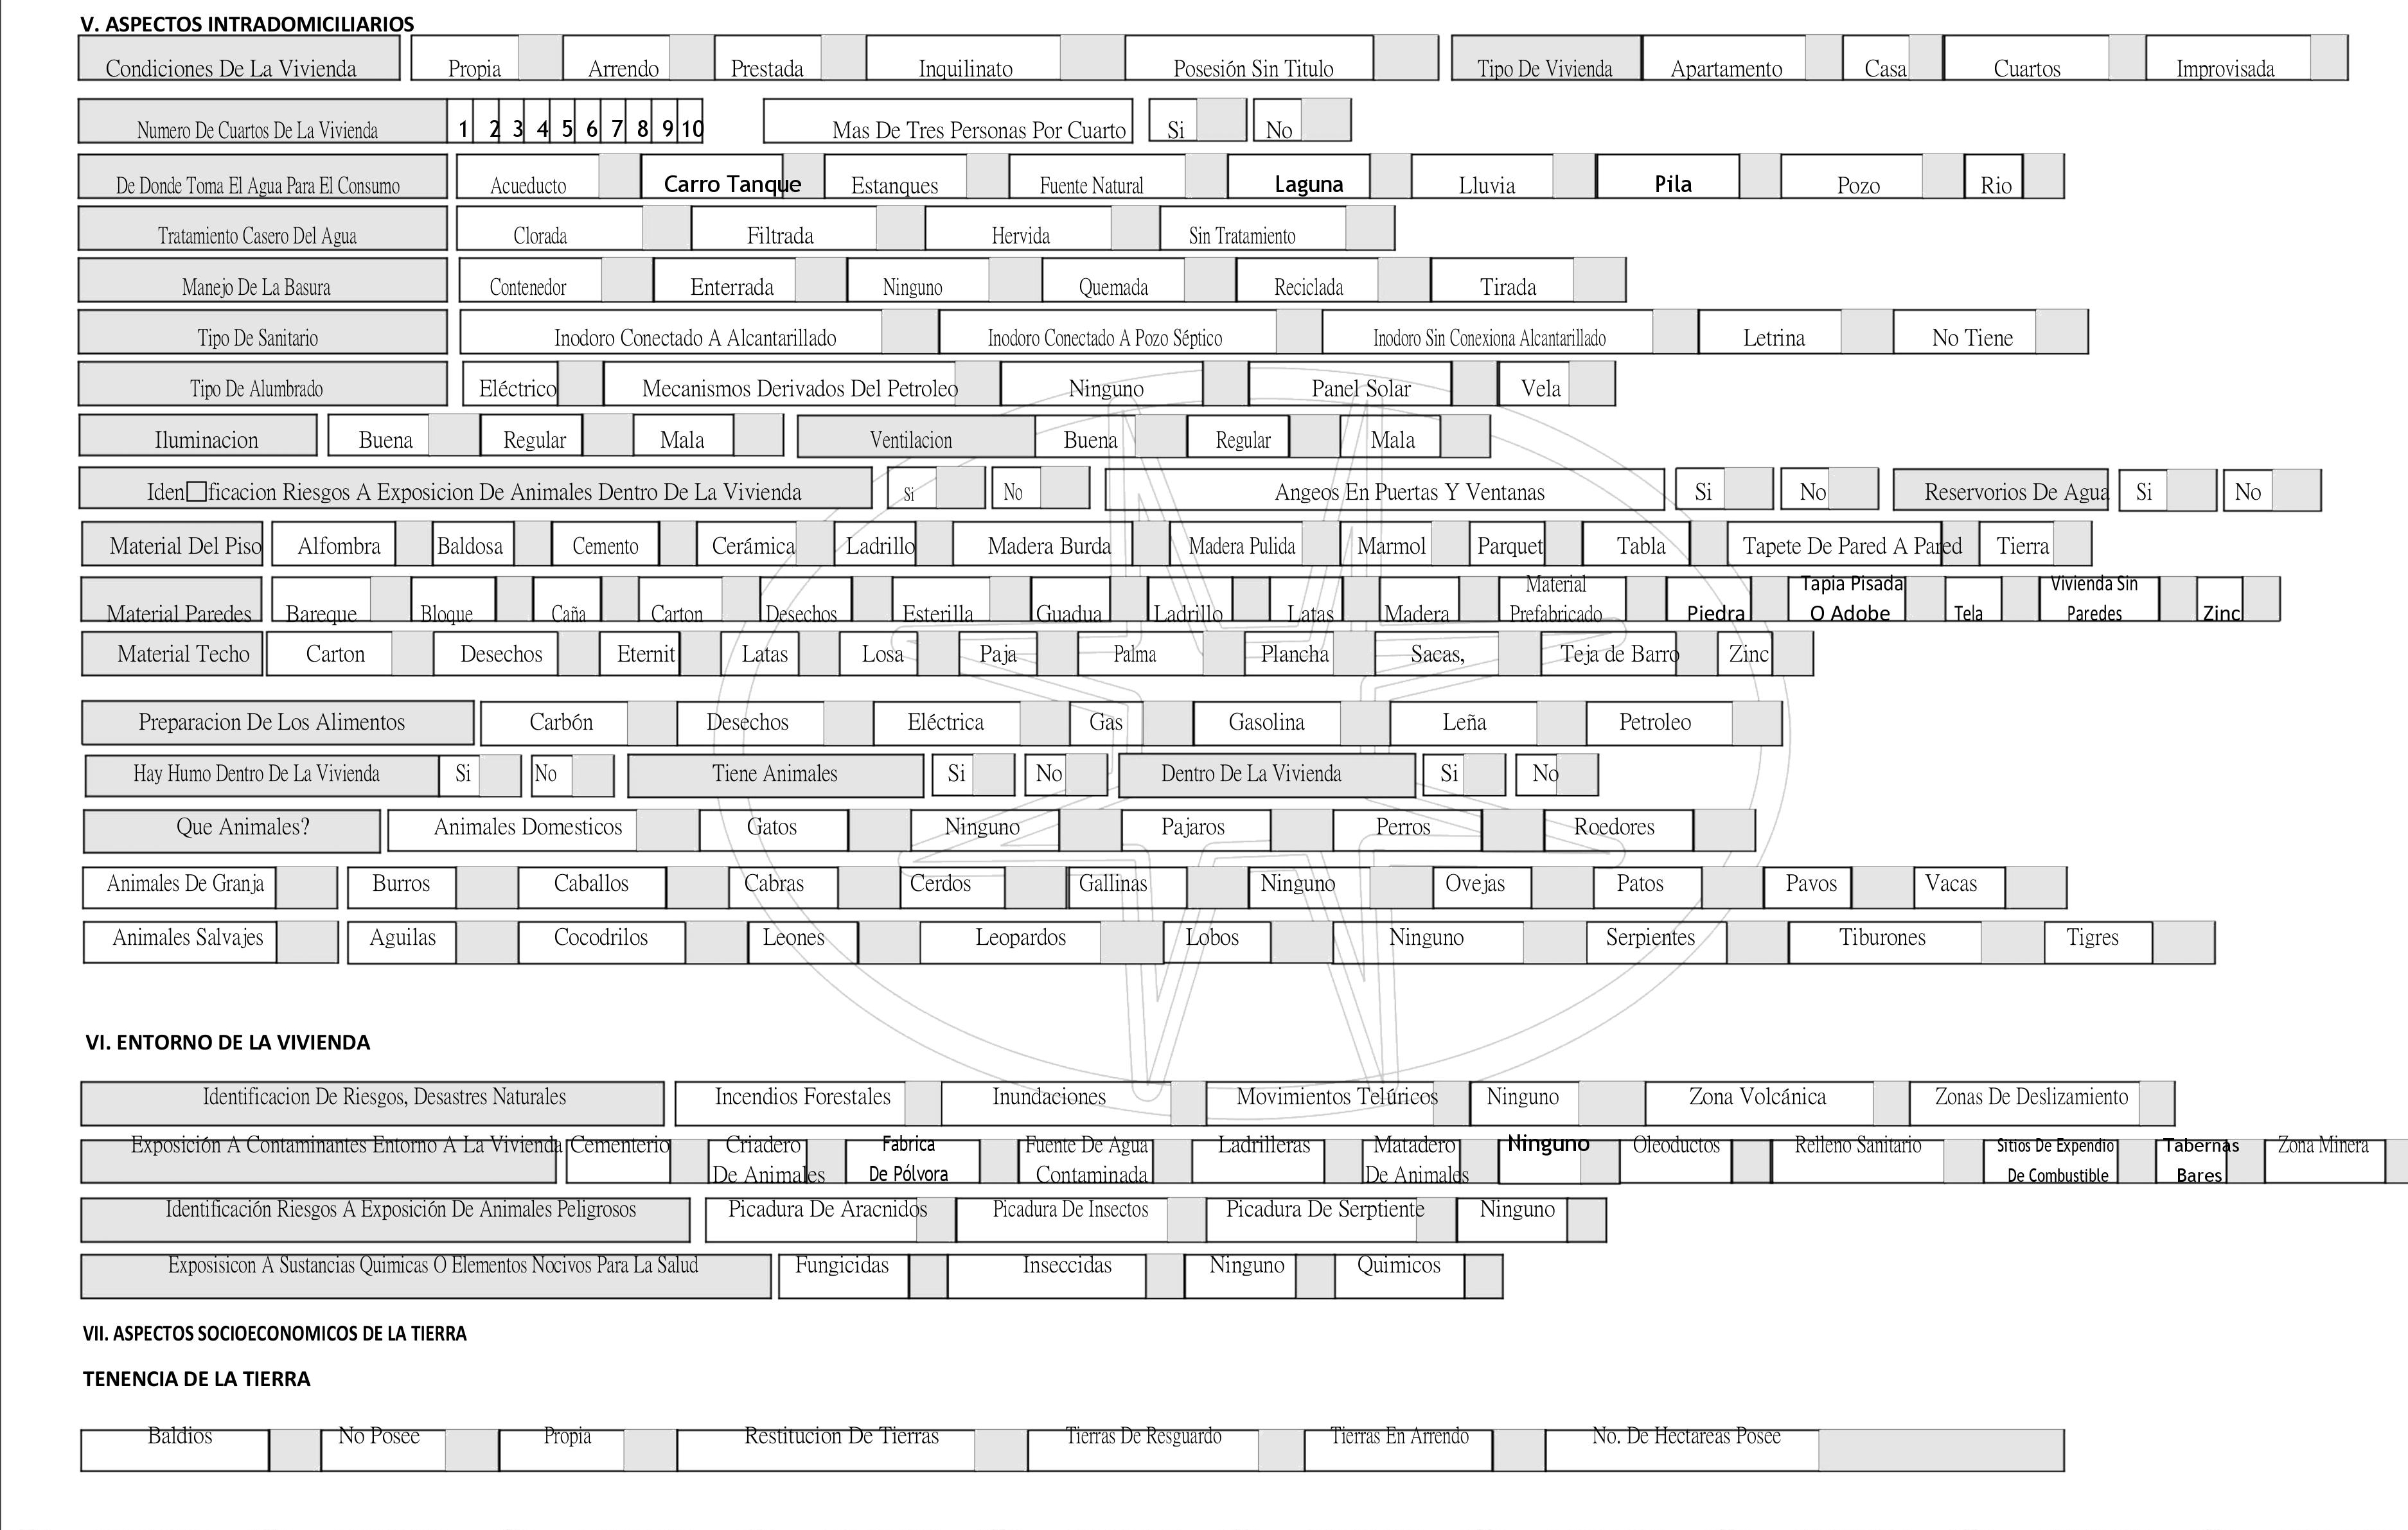 V. ASPECTOS INTRADOMICILIARIOS
Condiciones De La Vivienda Propia Arrendo Prestada Inquilinato Posesión Sin Titulo Tipo De Vivienda Apartamento Casa Cuartos Improvisada
Numero De Cuartos De La Vivienda 1 2 3 4 5 6 7 8 9 10 Mas De Tres Personas Por Cuarto Si No
De Donde Toma El Agua Para El Consumo Acueducto Carro Tanque Estanques Fuente Natural Laguna Lluvia Pila Pozo Rio
Tratamiento Casero Del Agua Clorada Filtrada Hervida Sin Tratamiento
Manejo De La Basura Contenedor Enterrada Ninguno Quemada Reciclada Tirada
Tipo De Sanitario Inodoro Conectado A Alcantarillado Inodoro Conectado A Pozo Séptico Inodoro Sin Conexiona Alcantarillado Letrina No Tiene
Tipo De Alumbrado Eléctrico Mecanismos Derivados Del Petroleo Ninguno Panel Solar Vela
Iluminacion Buena Regular Mala Ventilacion Buena Regular Mala
Iden□ficacion Riesgos A Exposicion De Animales Dentro De La Vivienda Si No Angeos En Puertas Y Ventanas Si No Reservorios De Agua Si No
Material Del Piso Alfombra Baldosa Cemento Cerámica Ladrillo Madera Burda Madera Pulida Marmol Parquet Tabla Tapete De Pared A Pared Tierra
Material Paredes Bareque Bloque Caña Carton Desechos Esterilla Guadua Ladrillo Latas Madera Material Prefabricado Piedra Tapia Pisada O Adobe Tela Vivienda Sin Paredes Zinc
Material Techo Carton Desechos Eternit Latas Losa Paja Palma Plancha Sacas, Teja de Barro Zinc
Preparacion De Los Alimentos Carbón Desechos Eléctrica Gas Gasolina Leña Petroleo
Hay Humo Dentro De La Vivienda Si No Tiene Animales Si No Dentro De La Vivienda Si No
Que Animales? Animales Domesticos Gatos Ninguno Pajaros Perros Roedores
Animales De Granja Burros Caballos Cabras Cerdos Gallinas Ninguno Ovejas Patos Pavos Vacas
Animales Salvajes Aguilas Cocodrilos Leones Leopardos Lobos Ninguno Serpientes Tiburones Tigres
VI. ENTORNO DE LA VIVIENDA
Identificacion De Riesgos, Desastres Naturales Incendios Forestales Inundaciones Movimientos Telúricos Ninguno Zona Volcánica Zonas De Deslizamiento
Exposición A Contaminantes Entorno A La Vivienda Cementerio Criadero De Animales Fabrica De Pólvora Fuente De Agua Contaminada Ladrilleras Matadero De Animales Ninguno Oleoductos Relleno Sanitario Sitios De Expendio De Combustible Tabernas Bares Zona Minera
Identificación Riesgos A Exposición De Animales Peligrosos Picadura De Aracnidos Picadura De Insectos Picadura De Serptiente Ninguno
Exposisicon A Sustancias Quimicas O Elementos Nocivos Para La Salud Fungicidas Inseccidas Ninguno Quimicos
VII. ASPECTOS SOCIOECONOMICOS DE LA TIERRA
TENENCIA DE LA TIERRA
Baldios No Posee Propia Restitucion De Tierras Tierras De Resguardo Tierras En Arrendo No. De Hectareas Posee